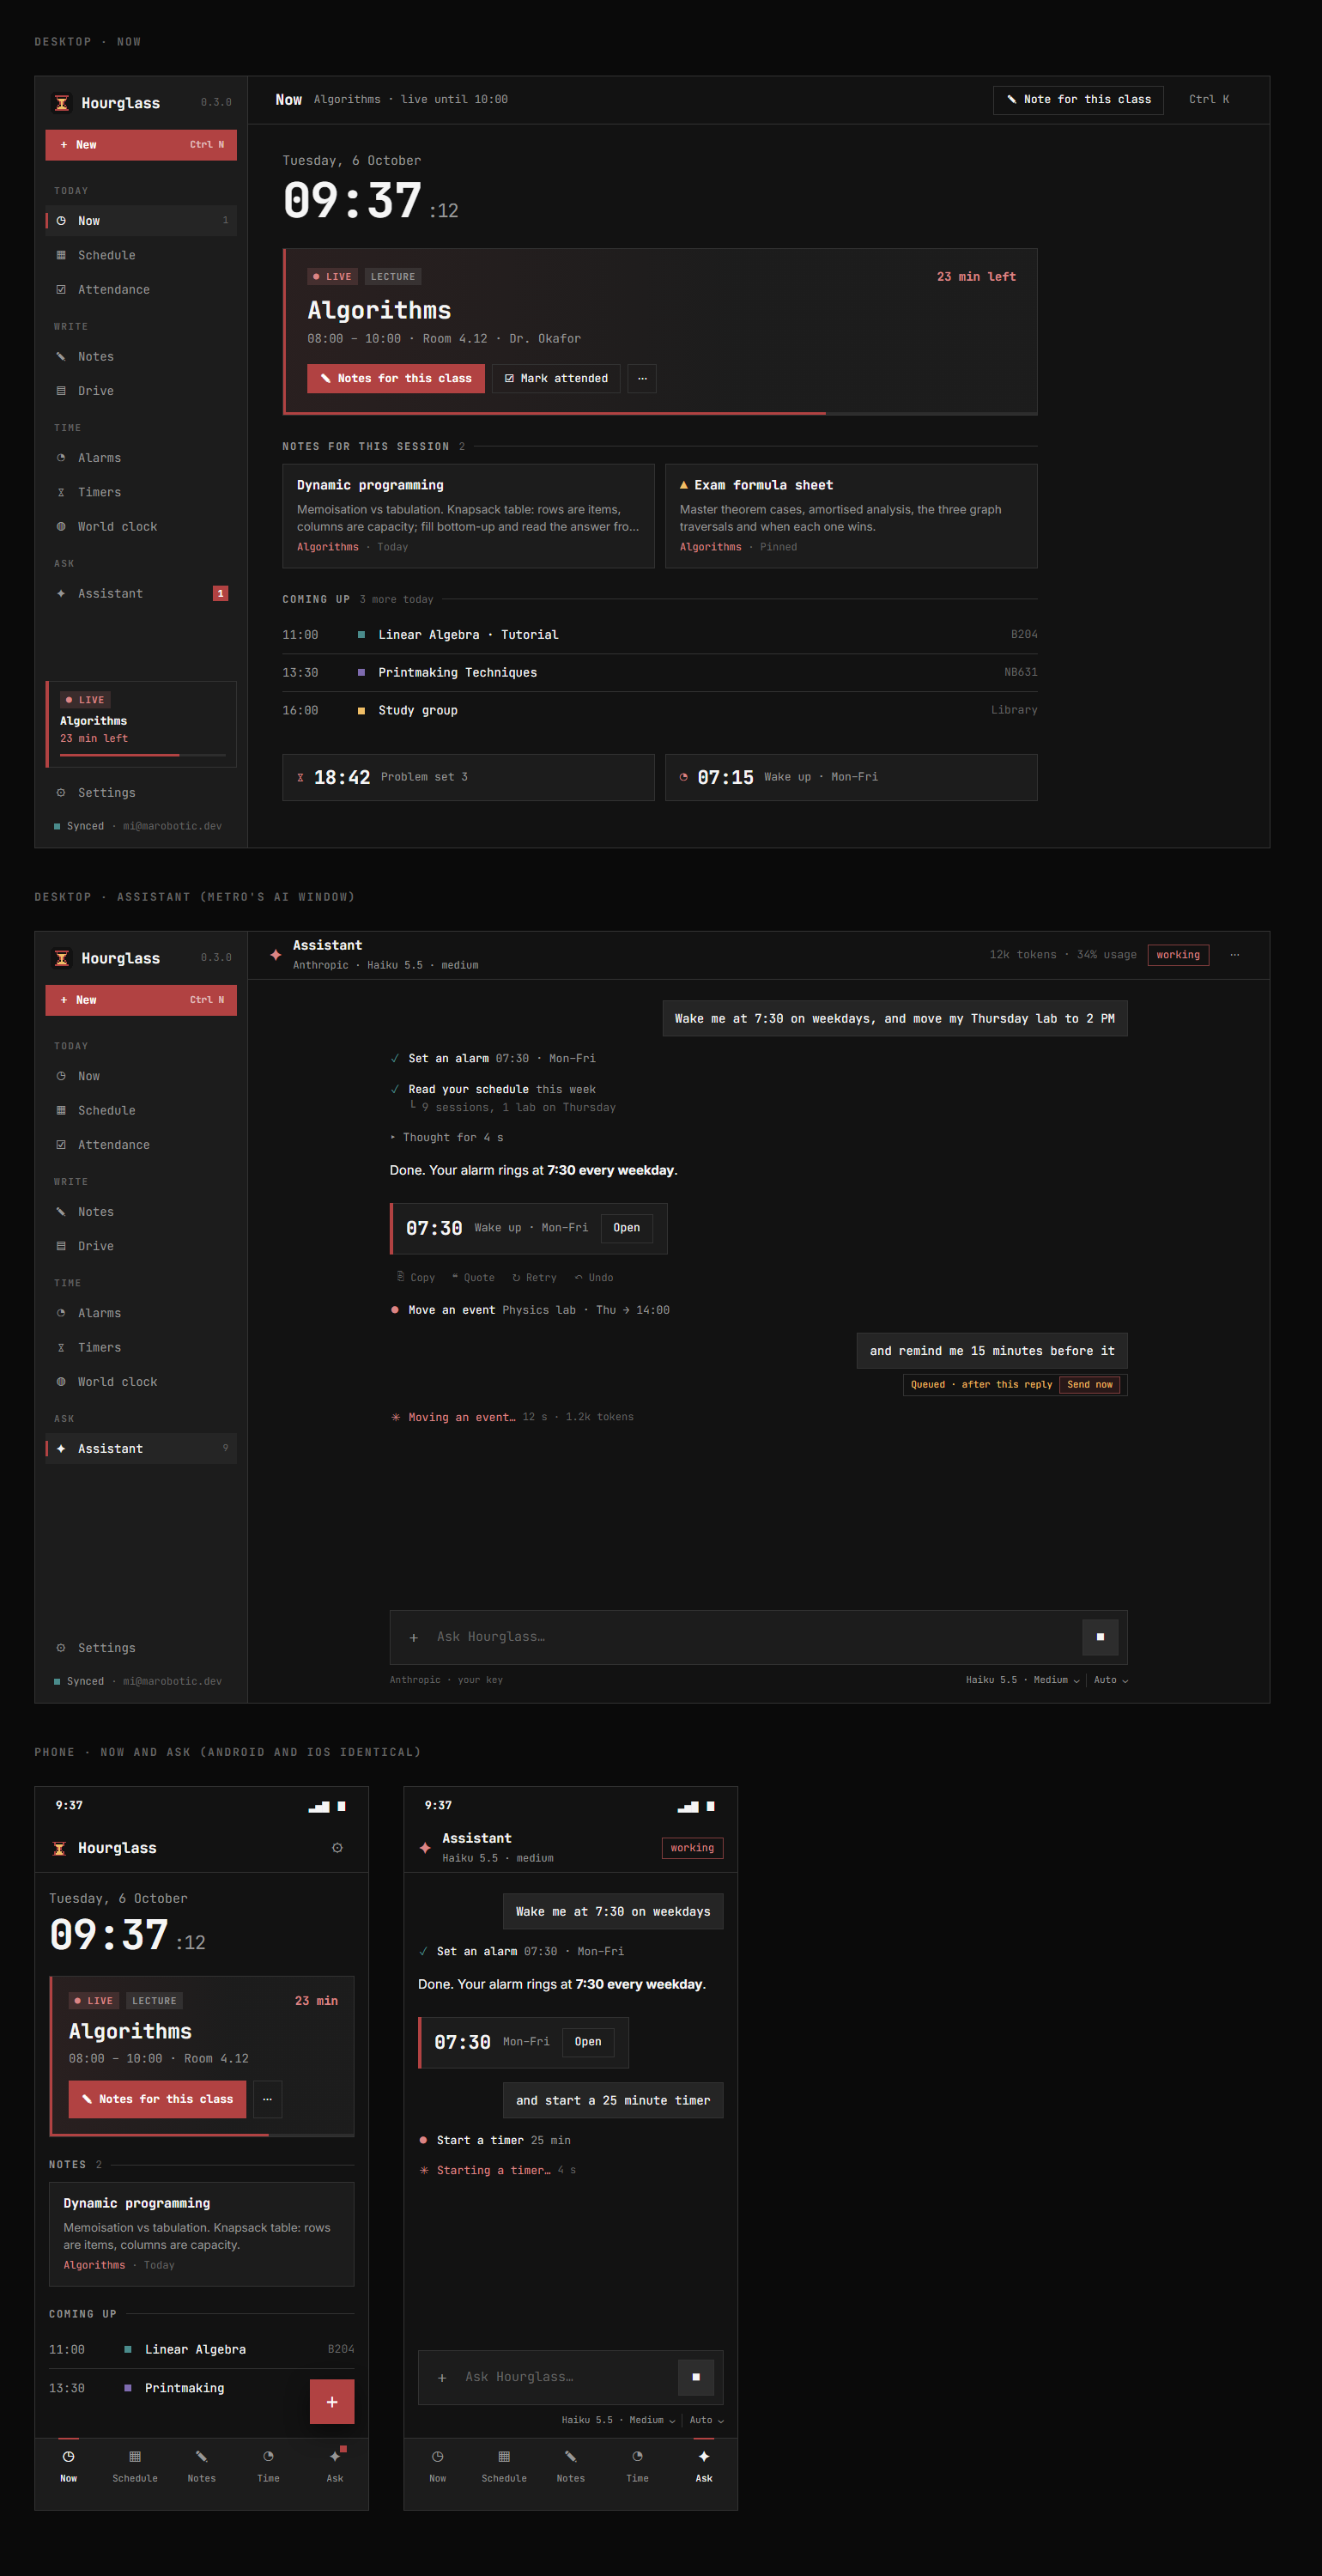 DESKTOP · NOW
Hourglass 0.3.0
+ New Ctrl N
TODAY
Now 1
Schedule
Attendance
WRITE
Notes
Drive
TIME
Alarms
Timers
World clock
ASK
Assistant 1
LIVE
Algorithms
23 min left
Settings
Synced · mi@marobotic.dev
Now Algorithms · live until 10:00
Note for this class Ctrl K
Tuesday, 6 October
09:37 :12
LIVE LECTURE 23 min left
Algorithms
08:00 – 10:00 · Room 4.12 · Dr. Okafor
Notes for this class Mark attended ⋯
NOTES FOR THIS SESSION 2
Dynamic programming
Memoisation vs tabulation. Knapsack table: rows are items,
columns are capacity; fill bottom-up and read the answer fro…
Algorithms · Today
Exam formula sheet
Master theorem cases, amortised analysis, the three graph
traversals and when each one wins.
Algorithms · Pinned
COMING UP 3 more today
11:00 Linear Algebra · Tutorial B204
13:30 Printmaking Techniques NB631
16:00 Study group Library
18:42 Problem set 3
07:15 Wake up · Mon–Fri
DESKTOP · ASSISTANT (METRO'S AI WINDOW)
Hourglass 0.3.0
+ New Ctrl N
TODAY
Now
Schedule
Attendance
WRITE
Notes
Drive
TIME
Alarms
Timers
World clock
ASK
Assistant 9
Settings
Synced · mi@marobotic.dev
Assistant
Anthropic · Haiku 5.5 · medium
12k tokens · 34% usage working ⋯
Wake me at 7:30 on weekdays, and move my Thursday lab to 2 PM
✓ Set an alarm 07:30 · Mon–Fri
✓ Read your schedule this week
└ 9 sessions, 1 lab on Thursday
▸ Thought for 4 s
Done. Your alarm rings at 7:30 every weekday.
07:30 Wake up · Mon–Fri Open
Copy Quote Retry Undo
Move an event Physics lab · Thu → 14:00
and remind me 15 minutes before it
Queued · after this reply Send now
Moving an event… 12 s · 1.2k tokens
+ Ask Hourglass…
Anthropic · your key
Haiku 5.5 · Medium Auto
PHONE · NOW AND ASK (ANDROID AND IOS IDENTICAL)
9:37
Hourglass
Tuesday, 6 October
09:37 :12
LIVE LECTURE 23 min
Algorithms
08:00 – 10:00 · Room 4.12
Notes for this class ⋯
NOTES 2
Dynamic programming
Memoisation vs tabulation. Knapsack table: rows
are items, columns are capacity.
Algorithms · Today
COMING UP
11:00 Linear Algebra B204
13:30 Printmaking
+
Now Schedule Notes Time Ask
9:37
Assistant
Haiku 5.5 · medium
working
Wake me at 7:30 on weekdays
✓ Set an alarm 07:30 · Mon–Fri
Done. Your alarm rings at 7:30 every weekday.
07:30 Mon–Fri Open
and start a 25 minute timer
Start a timer 25 min
Starting a timer… 4 s
+ Ask Hourglass…
Haiku 5.5 · Medium Auto
Now Schedule Notes Time Ask